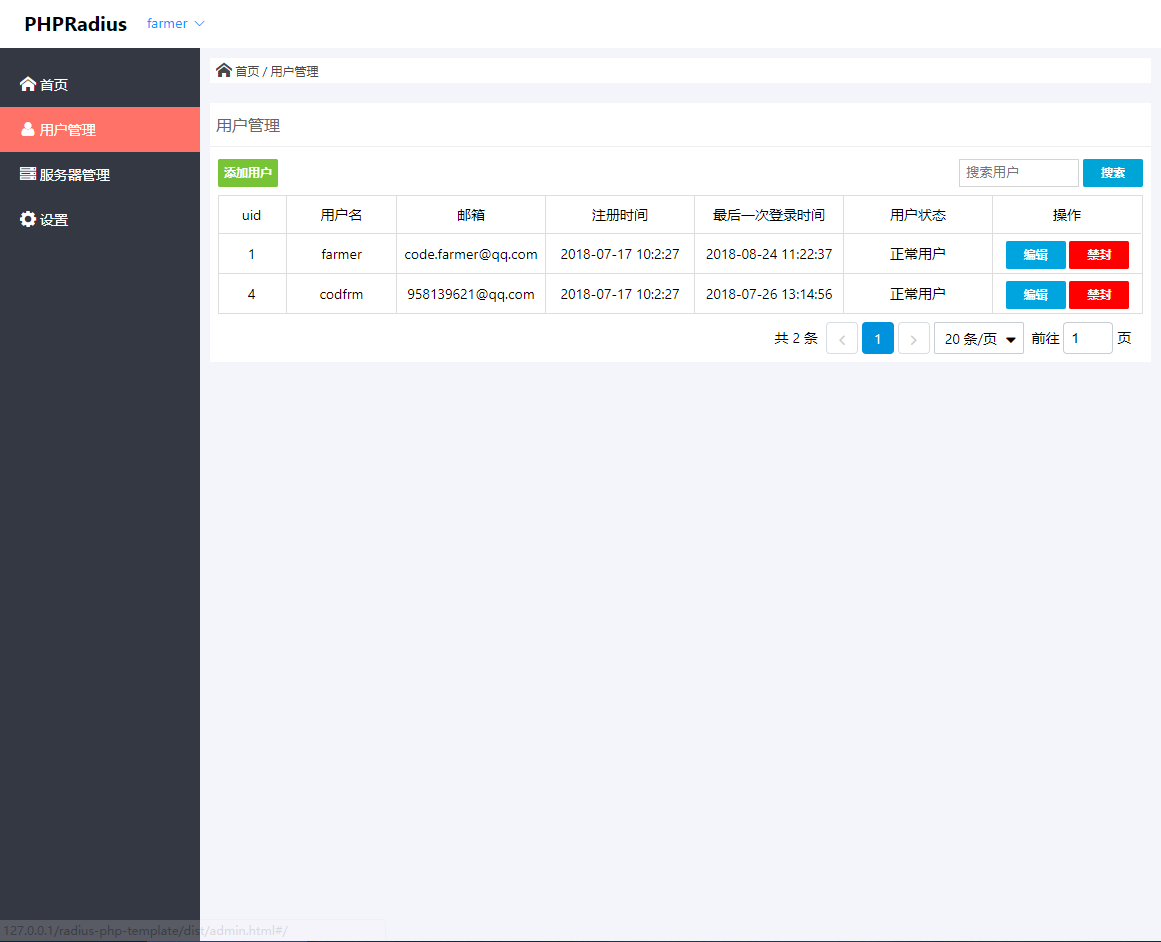 PHPRadius farmer
首页
用户管理
服务器管理
设置
首页 / 用户管理
用户管理
添加用户 搜索用户 搜索
uid 用户名 邮箱 注册时间 最后一次登录时间 用户状态 操作
1 farmer code.farmer@qq.com 2018-07-17 10:2:27 2018-08-24 11:22:37 正常用户 编辑 禁封
4 codfrm 958139621@qq.com 2018-07-17 10:2:27 2018-07-26 13:14:56 正常用户 编辑 禁封
共 2 条 < 1 > 20 条/页 前往 1 页
127.0.0.1/radius-php-template/dist/admin.html#/